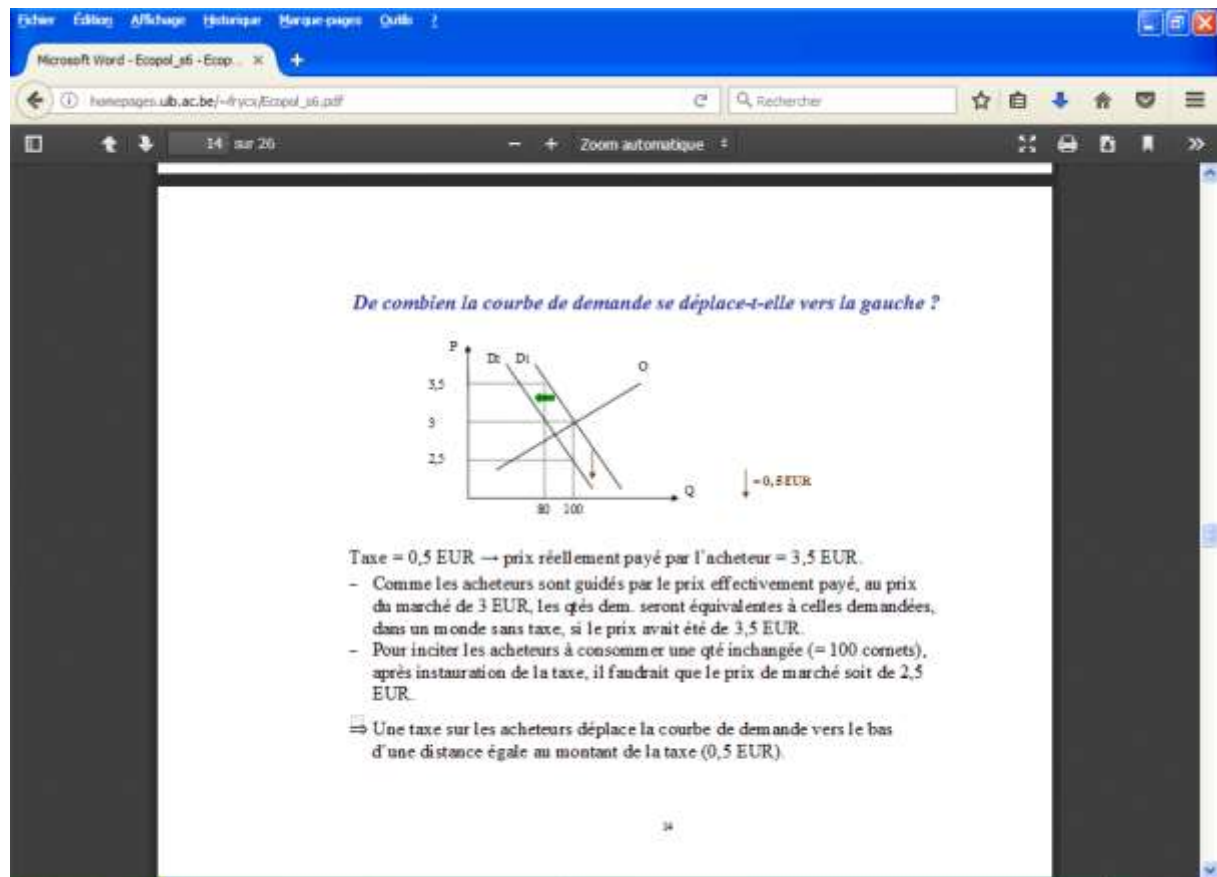 Fichier Édition Affichage Historique Marque-pages Outils ?
Microsoft Word - Ecopol_s6 - Ecop... × +
homepages.ulb.ac.be/~frycx/Ecopol_s6.pdf Rechercher
14 sur 26 − + Zoom automatique
De combien la courbe de demande se déplace-t-elle vers la gauche ?
P
Dt D1 O
3,5
3
2,5
Q
= 0,5 EUR
80 100
Taxe = 0,5 EUR → prix réellement payé par l'acheteur = 3,5 EUR.
- Comme les acheteurs sont guidés par le prix effectivement payé, au prix
du marché de 3 EUR, les qtés dem. seront équivalentes à celles demandées,
dans un monde sans taxe, si le prix avait été de 3,5 EUR.
- Pour inciter les acheteurs à consommer une qté inchangée (= 100 cornets),
après instauration de la taxe, il faudrait que le prix de marché soit de 2,5
EUR.
⇒ Une taxe sur les acheteurs déplace la courbe de demande vers le bas
d'une distance égale au montant de la taxe (0,5 EUR).
14